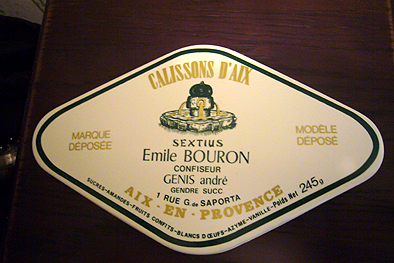 CALISSONS D'AIX
SEXTIUS
MARQUE
DÉPOSÉE
MODÈLE
DÉPOSÉ
Emile BOURON
CONFISEUR
GENIS andré
GENDRE SUCC
1 RUE G. de SAPORTA
AIX - EN - PROVENCE
SUCRES-AMANDES-FRUITS CONFITS-BLANCS D'ŒUFS-AZYME-VANILLE-Poids Net 245g